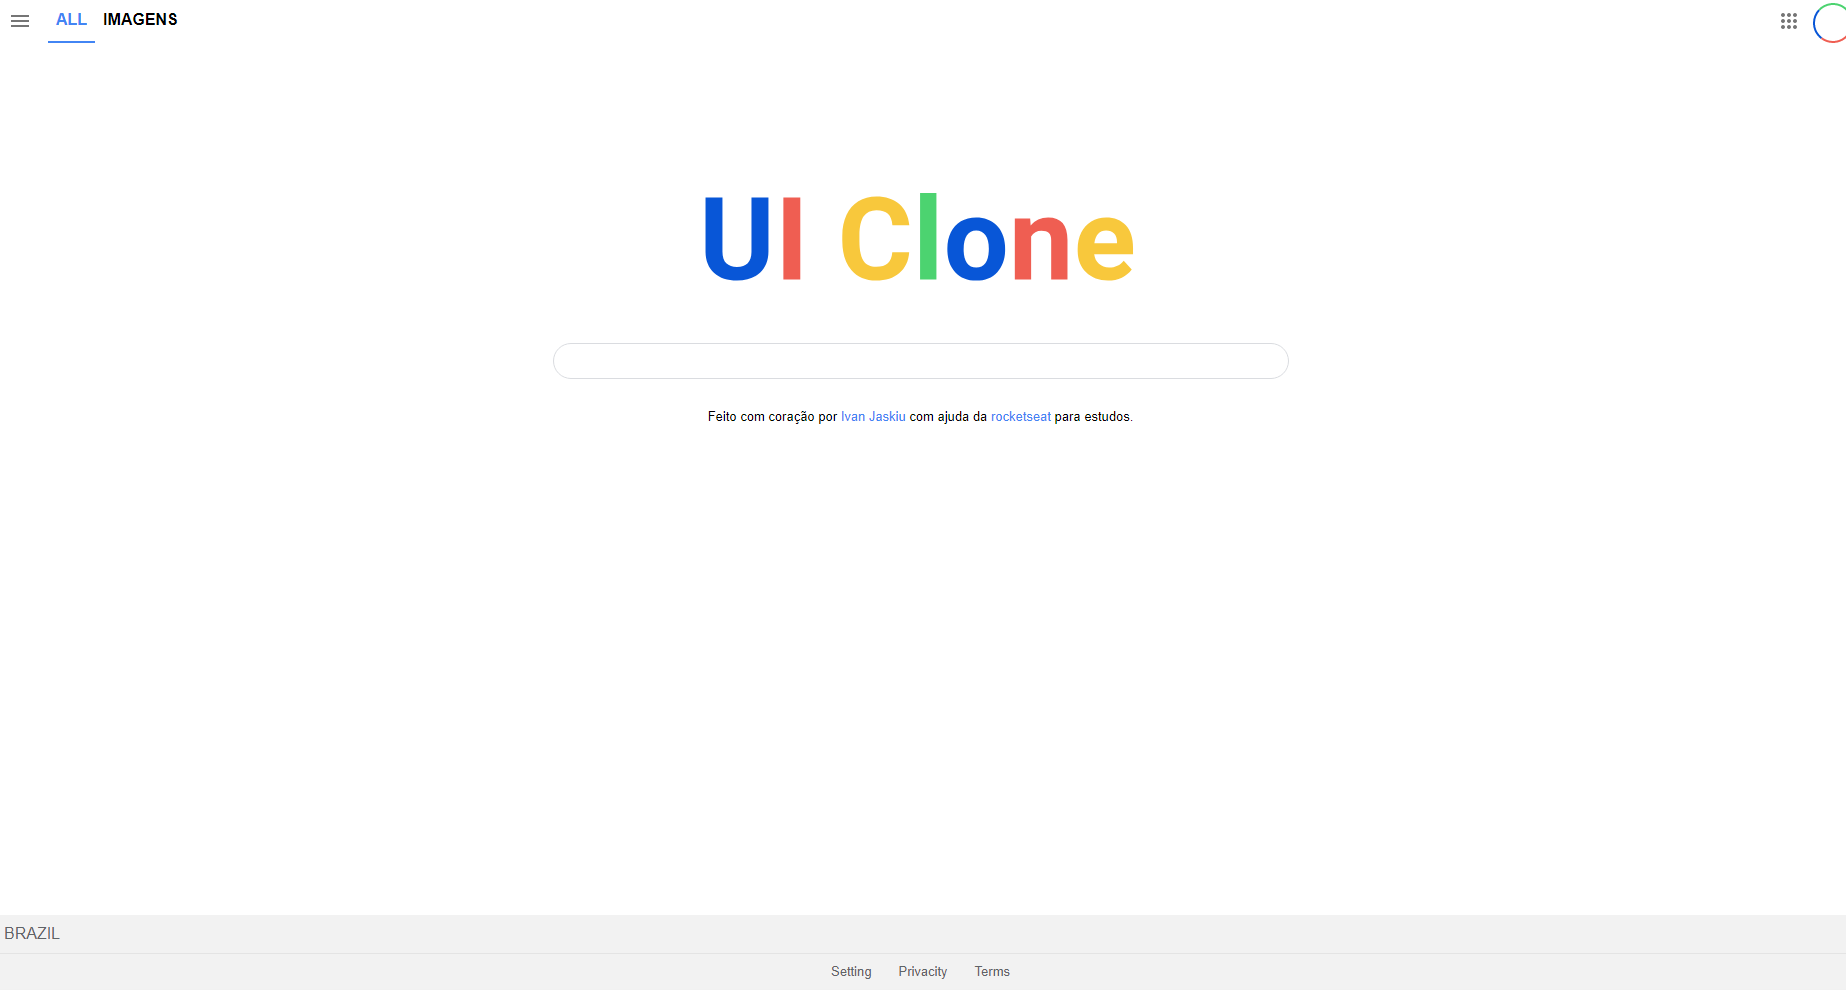 ALL IMAGENS
UI Clone
Feito com coração por Ivan Jaskiu com ajuda da rocketseat para estudos.
BRAZIL
Setting Privacity Terms